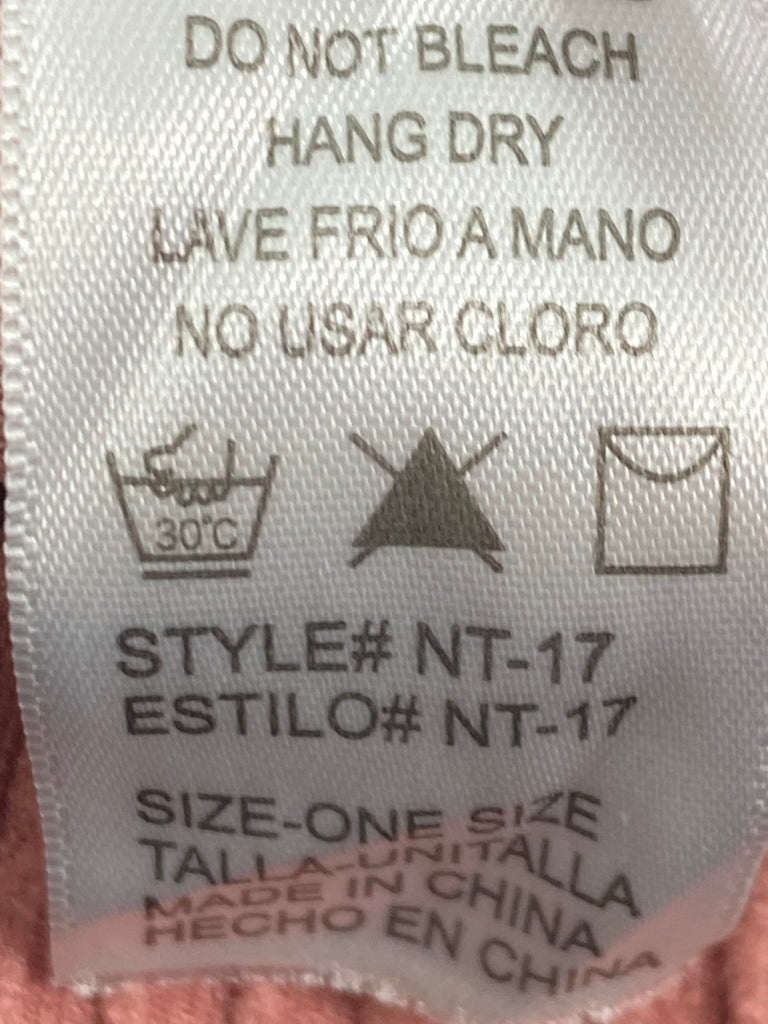 DO NOT BLEACH
HANG DRY
LAVE FRIO A MANO
NO USAR CLORO
30°C
STYLE# NT-17
ESTILO# NT-17
SIZE-ONE SIZE
TALLA-UNITALLA
MADE IN CHINA
HECHO EN CHINA